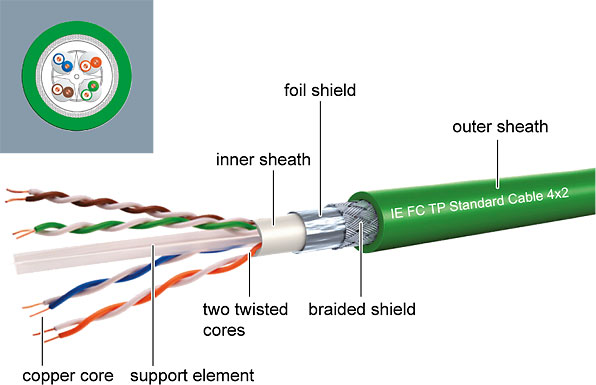 foil shield
outer sheath
inner sheath
IE FC TP Standard Cable 4x2
two twisted
cores
braided shield
copper core
support element